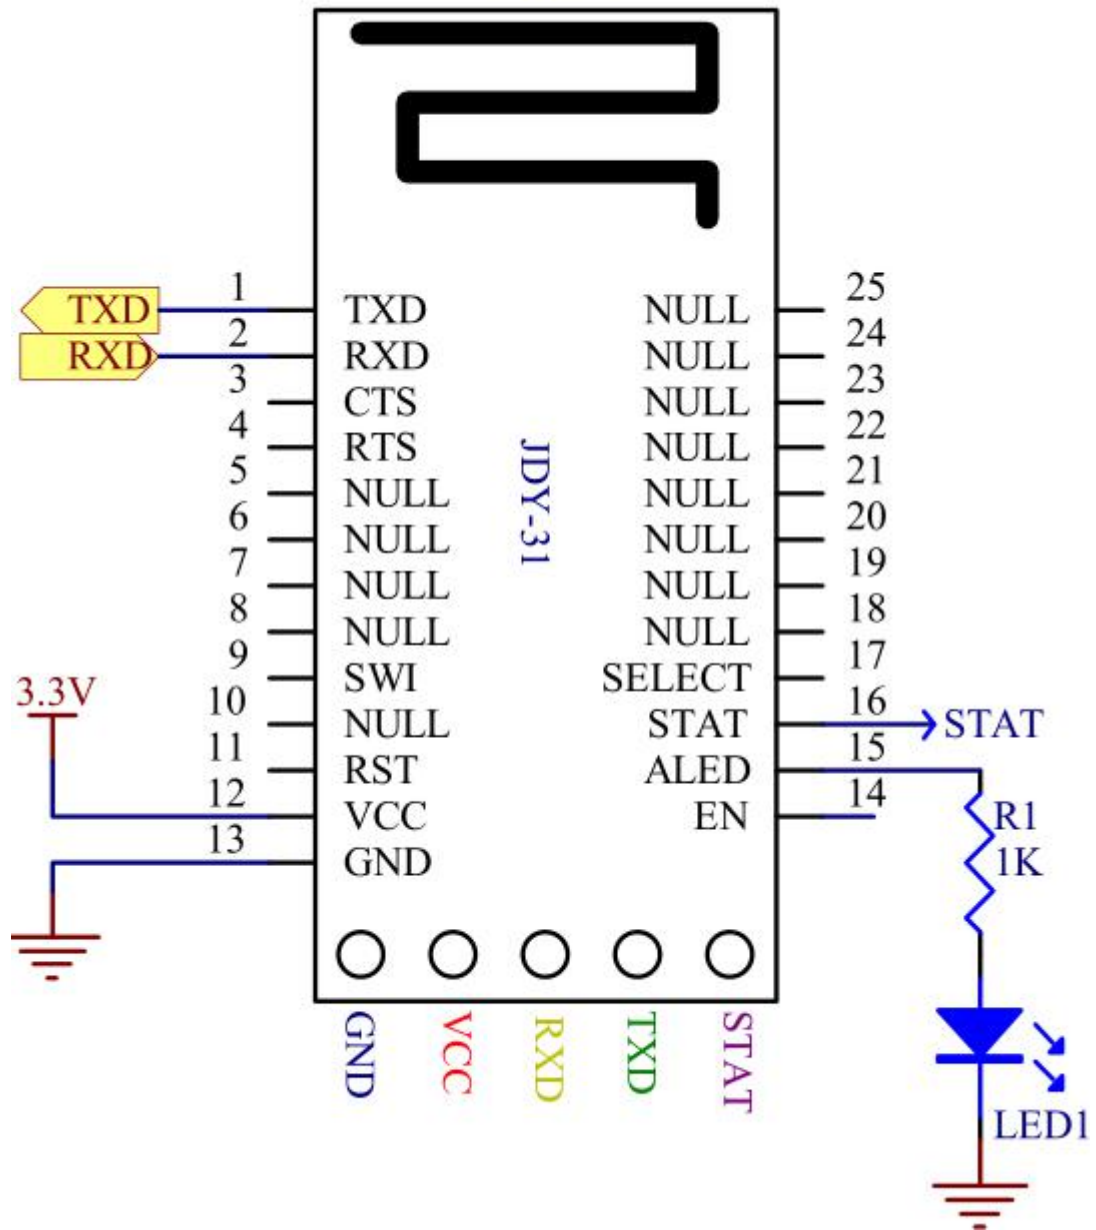 1
TXD
TXD
2
RXD
RXD
3
CTS
4
RTS
5
NULL
6
NULL
7
NULL
8
NULL
9
SWI
10
NULL
11
RST
3.3V
12
VCC
13
GND
JDY-31
25
NULL
24
NULL
23
NULL
22
NULL
21
NULL
20
NULL
19
NULL
18
NULL
17
SELECT
16
STAT
STAT
15
ALED
14
EN
R1
1K
LED1
GND
VCC
RXD
TXD
STAT